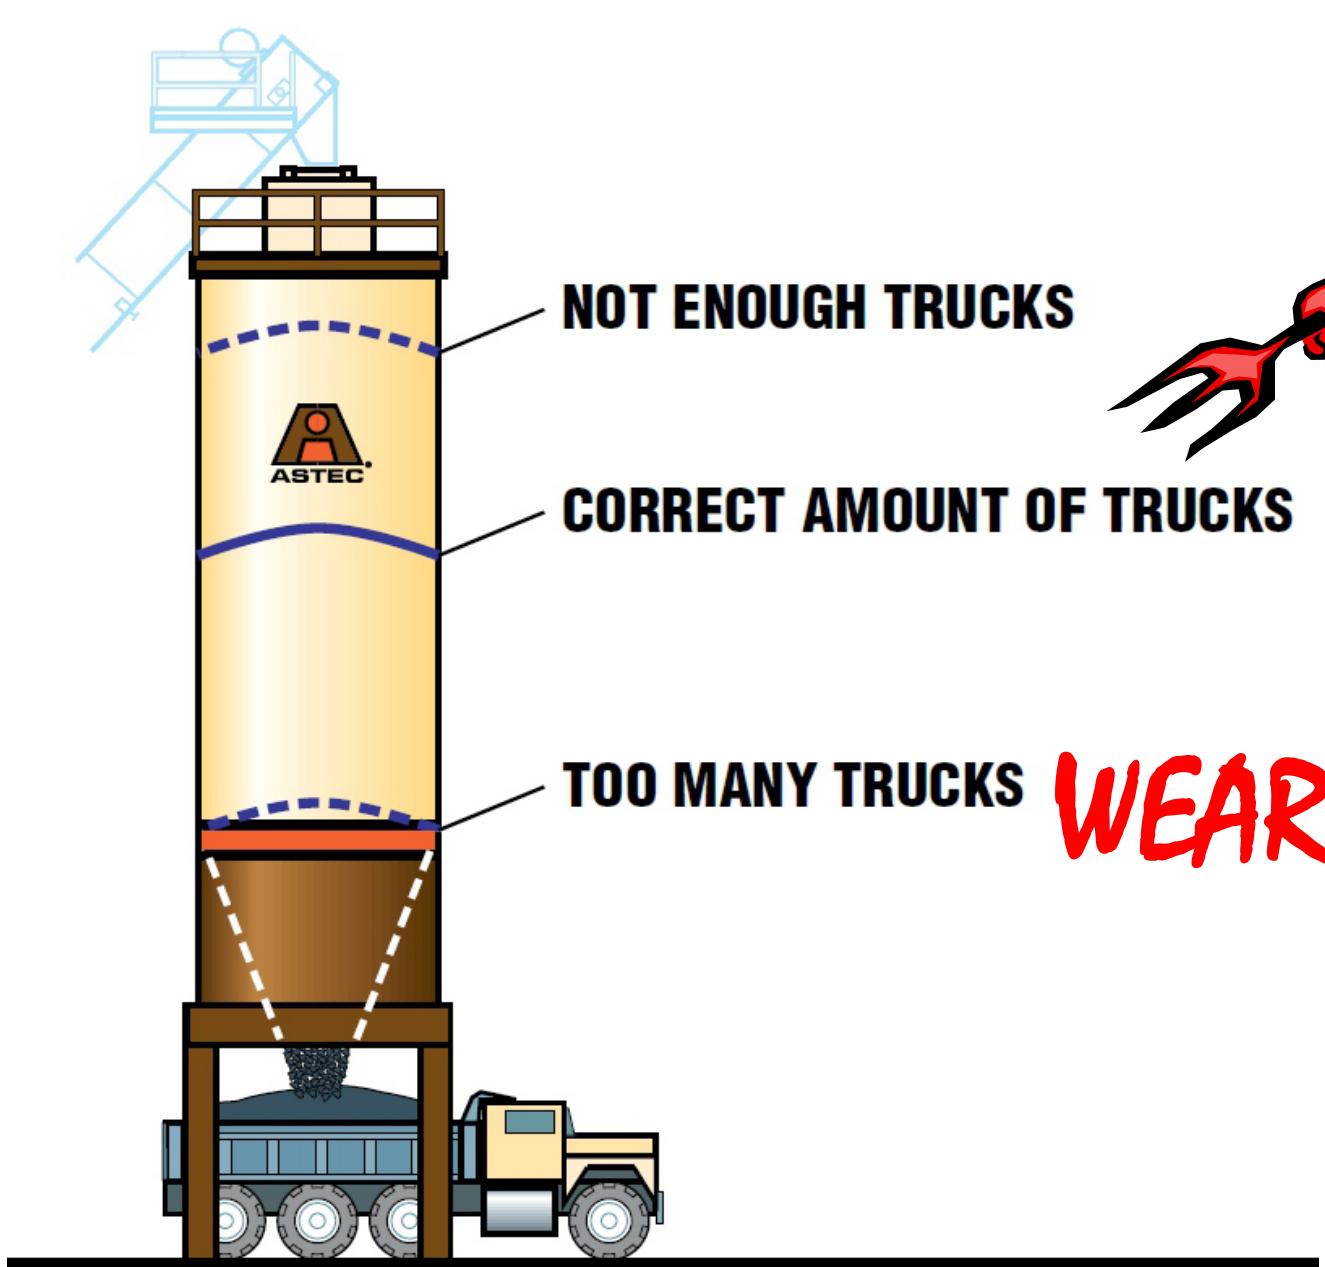 NOT ENOUGH TRUCKS
ASTEC
CORRECT AMOUNT OF TRUCKS
TOO MANY TRUCKS
WEAR